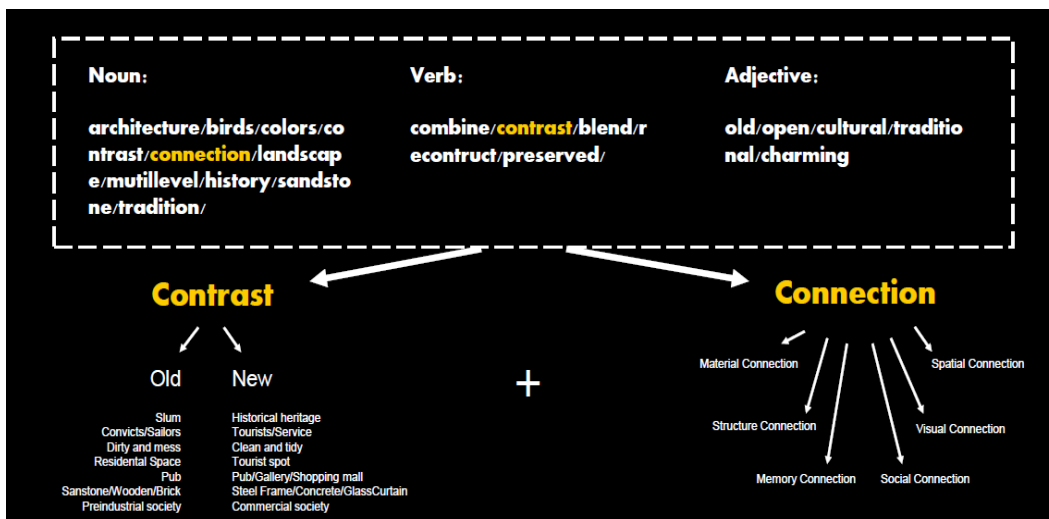 Noun:
architecture/birds/colors/co
ntrast/connection/landscap
e/mutillevel/history/sandsto
ne/tradition/
Verb:
combine/contrast/blend/r
econtruct/preserved/
Adjective:
old/open/cultural/traditio
nal/charming
Contrast
Old
Slum
Convicts/Sailors
Dirty and mess
Residental Space
Pub
Sanstone/Wooden/Brick
Preindustrial society
New
Historical heritage
Tourists/Service
Clean and tidy
Tourist spot
Pub/Gallery/Shopping mall
Steel Frame/Concrete/GlassCurtain
Commercial society
+
Connection
Material Connection
Spatial Connection
Structure Connection
Visual Connection
Memory Connection
Social Connection